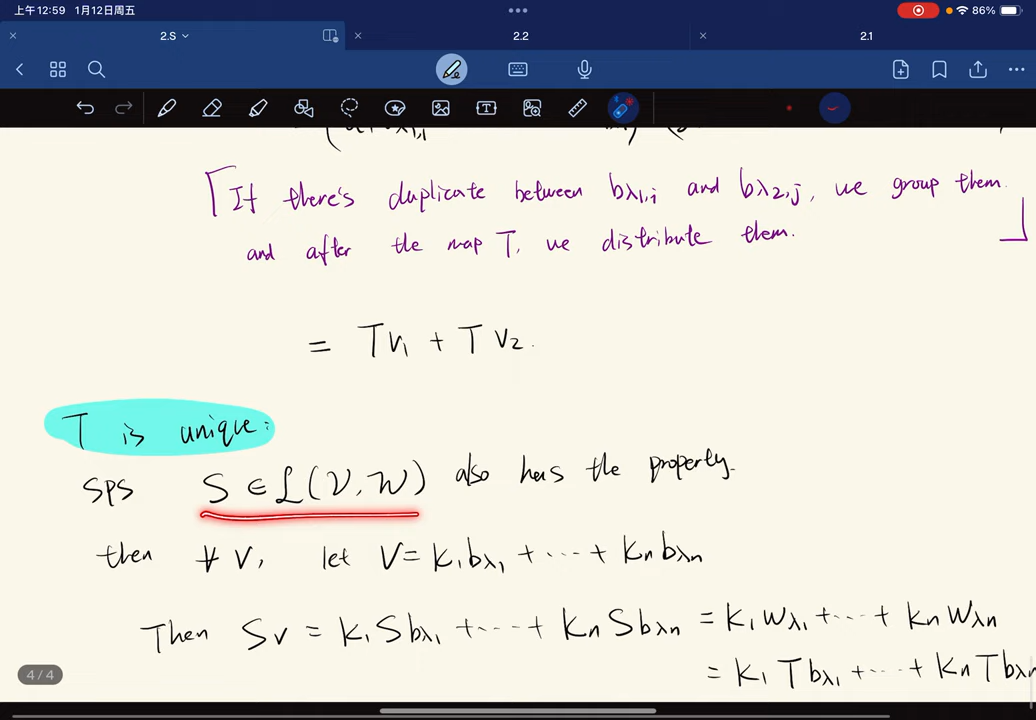 上午12:59 1月12日周五
86%
2.S
2.2
2.1
If there's duplicate between bλ1,i and bλ2,j, we group them.
and after the map T, we distribute them.
= Tv₁ + Tv₂.
T is unique:
sps S ∈ ℒ(V, W) also has the property.
then ∀ v, let v = k₁bλ₁ + ··· + knbλn
Then Sv = k₁Sbλ₁ + ··· + knSbλn = k₁wλ₁ + ··· + knwλn
= k₁Tbλ₁ + ··· + knTbλn
4/4